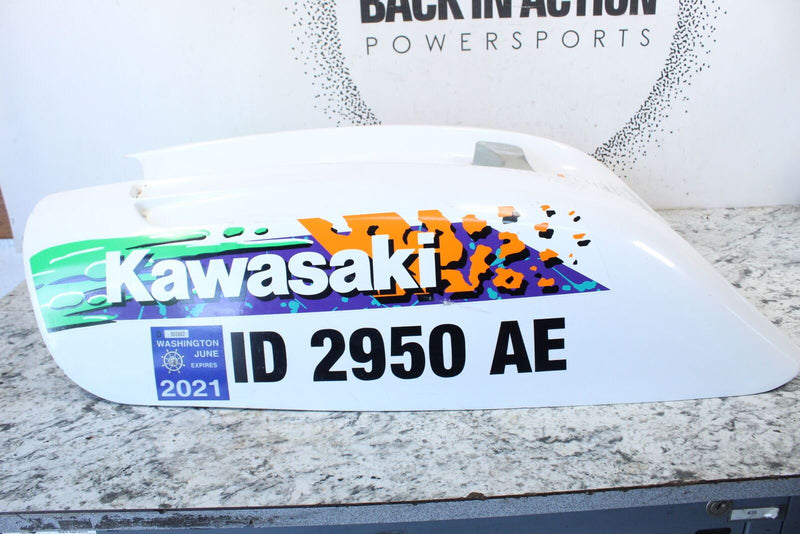 BACK IN ACTION
POWERSPORTS
Kawasaki
WASHINGTON
JUNE
EXPIRES
2021
ID 2950 AE